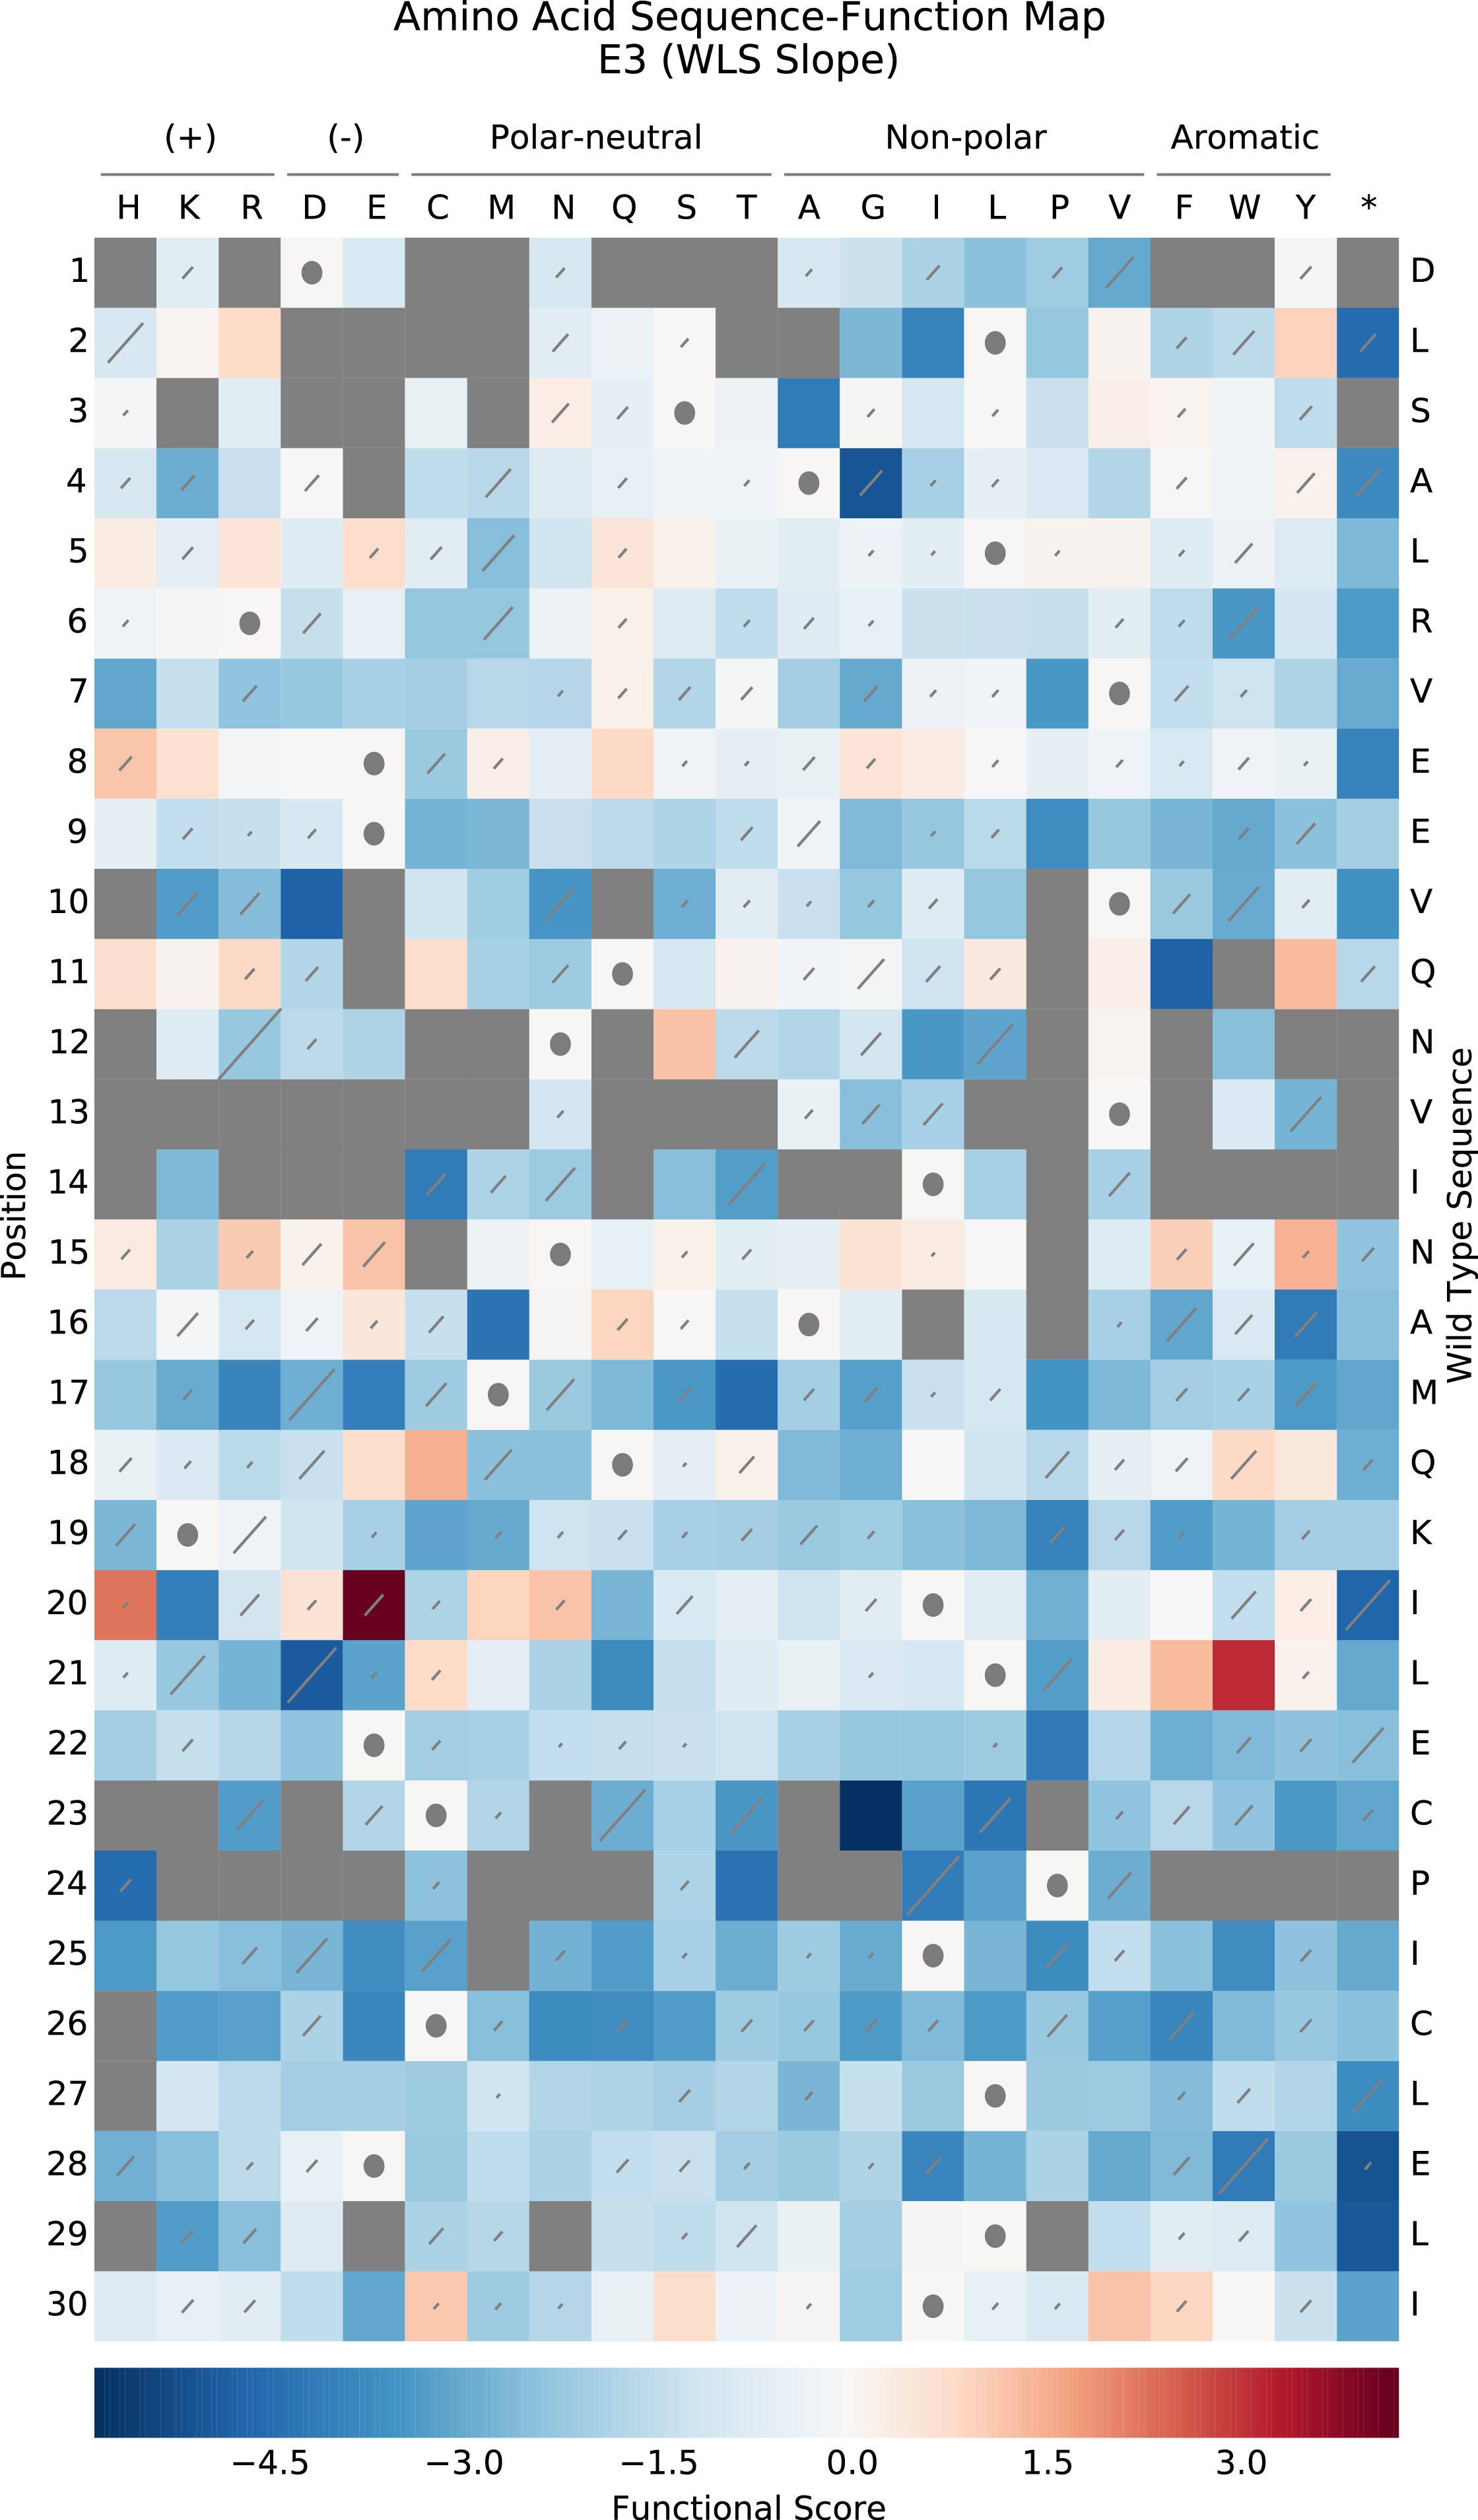 Amino Acid Sequence-Function Map
E3 (WLS Slope)
(+) (-) Polar-neutral Non-polar Aromatic
H K R D E C M N Q S T A G I L P V F W Y *
1 D
2 L
3 S
4 A
5 L
6 R
7 V
8 E
9 E
10 V
11 Q
12 N
13 V
14 I
15 N
16 A
17 M
18 Q
19 K
20 I
21 L
22 E
23 C
24 P
25 I
26 C
27 L
28 E
29 L
30 I
Position
Wild Type Sequence
−4.5 −3.0 −1.5 0.0 1.5 3.0
Functional Score